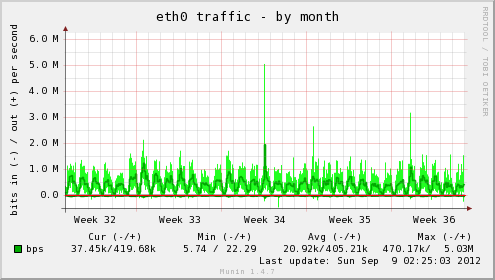 eth0 traffic - by month
RRDTOOL / TOBI OETIKER
bits in (-) / out (+) per second
6.0 M
5.0 M
4.0 M
3.0 M
2.0 M
1.0 M
0.0
Week 32 Week 33 Week 34 Week 35 Week 36
Cur (-/+) Min (-/+) Avg (-/+) Max (-/+)
bps 37.45k/419.68k 5.74 / 22.29 20.92k/405.21k 470.17k/ 5.03M
Last update: Sun Sep 9 02:25:03 2012
Munin 1.4.7